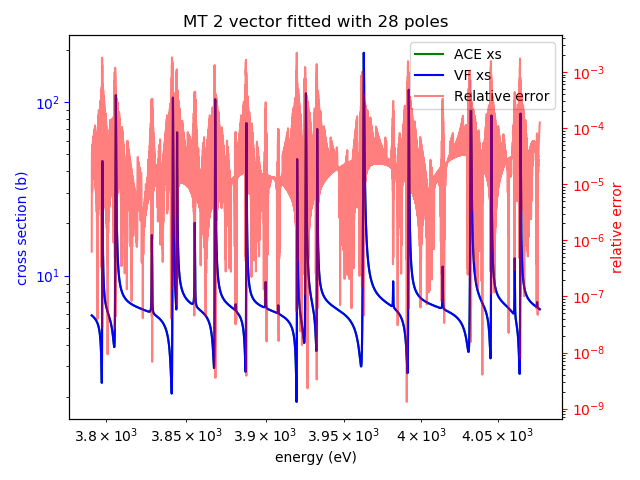 MT 2 vector fitted with 28 poles
ACE xs
VF xs
Relative error
cross section (b)
10²
10¹
relative error
10⁻³
10⁻⁴
10⁻⁵
10⁻⁶
10⁻⁷
10⁻⁸
10⁻⁹
3.8 × 10³ 3.85 × 10³ 3.9 × 10³ 3.95 × 10³ 4 × 10³ 4.05 × 10³
energy (eV)